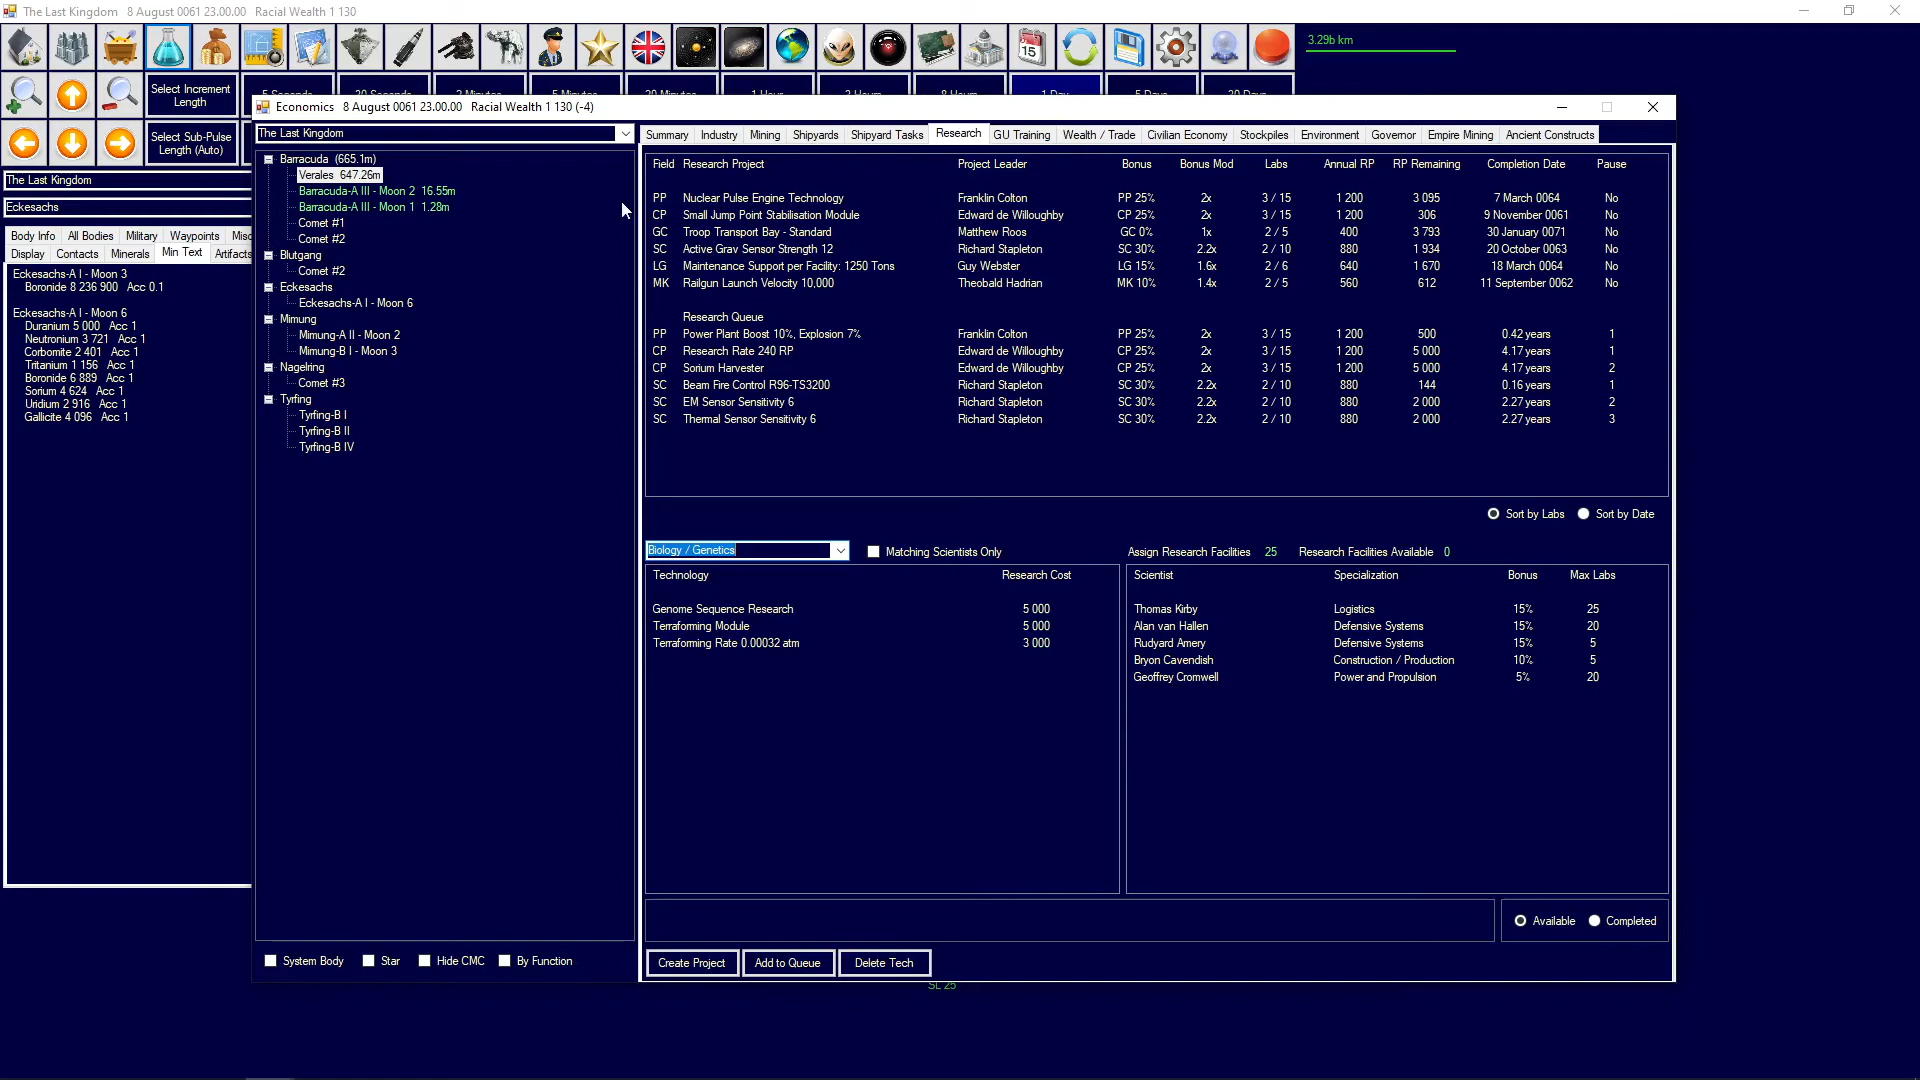 The Last Kingdom 8 August 0061 23.00.00 Racial Wealth 1 130
3.29b km
Select Increment Length
Select Sub-Pulse Length (Auto)
1 Day
The Last Kingdom
Eckesachs
Body Info All Bodies Military Waypoints Misc
Display Contacts Minerals Min Text Artifacts
Eckesachs-A I - Moon 3
Boronide 8 236 900 Acc 0.1
Eckesachs-A I - Moon 6
Duranium 5 000 Acc 1
Neutronium 3 721 Acc 1
Corbomite 2 401 Acc 1
Tritanium 1 156 Acc 1
Boronide 6 889 Acc 1
Sorium 4 624 Acc 1
Uridium 2 916 Acc 1
Gallicite 4 096 Acc 1
Economics 8 August 0061 23.00.00 Racial Wealth 1 130 (-4)
The Last Kingdom
Barracuda (665.1m)
Verales 647.26m
Barracuda-A III - Moon 2 16.55m
Barracuda-A III - Moon 1 1.28m
Comet #1
Comet #2
Blutgang
Comet #2
Eckesachs
Eckesachs-A I - Moon 6
Mimung
Mimung-A II - Moon 2
Mimung-B I - Moon 3
Nagelring
Comet #3
Tyrfing
Tyrfing-B I
Tyrfing-B II
Tyrfing-B IV
System Body Star Hide CMC By Function
Summary Industry Mining Shipyards Shipyard Tasks Research GU Training Wealth / Trade Civilian Economy Stockpiles Environment Governor Empire Mining Ancient Constructs
Field Research Project Project Leader Bonus Bonus Mod Labs Annual RP RP Remaining Completion Date Pause
PP Nuclear Pulse Engine Technology Franklin Colton PP 25% 2x 3 / 15 1 200 3 095 7 March 0064 No
CP Small Jump Point Stabilisation Module Edward de Willoughby CP 25% 2x 3 / 15 1 200 306 9 November 0061 No
GC Troop Transport Bay - Standard Matthew Roos GC 0% 1x 2 / 5 400 3 793 30 January 0071 No
SC Active Grav Sensor Strength 12 Richard Stapleton SC 30% 2.2x 2 / 10 880 1 934 20 October 0063 No
LG Maintenance Support per Facility: 1250 Tons Guy Webster LG 15% 1.6x 2 / 6 640 1 670 18 March 0064 No
MK Railgun Launch Velocity 10,000 Theobald Hadrian MK 10% 1.4x 2 / 5 560 612 11 September 0062 No
Research Queue
PP Power Plant Boost 10%, Explosion 7% Franklin Colton PP 25% 2x 3 / 15 1 200 500 0.42 years 1
CP Research Rate 240 RP Edward de Willoughby CP 25% 2x 3 / 15 1 200 5 000 4.17 years 1
CP Sorium Harvester Edward de Willoughby CP 25% 2x 3 / 15 1 200 5 000 4.17 years 2
SC Beam Fire Control R96-TS3200 Richard Stapleton SC 30% 2.2x 2 / 10 880 144 0.16 years 1
SC EM Sensor Sensitivity 6 Richard Stapleton SC 30% 2.2x 2 / 10 880 2 000 2.27 years 2
SC Thermal Sensor Sensitivity 6 Richard Stapleton SC 30% 2.2x 2 / 10 880 2 000 2.27 years 3
Sort by Labs Sort by Date
Biology / Genetics Matching Scientists Only Assign Research Facilities 25 Research Facilities Available 0
Technology Research Cost
Genome Sequence Research 5 000
Terraforming Module 5 000
Terraforming Rate 0.00032 atm 3 000
Scientist Specialization Bonus Max Labs
Thomas Kirby Logistics 15% 25
Alan van Hallen Defensive Systems 15% 20
Rudyard Amery Defensive Systems 15% 5
Bryon Cavendish Construction / Production 10% 5
Geoffrey Cromwell Power and Propulsion 5% 20
Available Completed
Create Project Add to Queue Delete Tech
SL 25